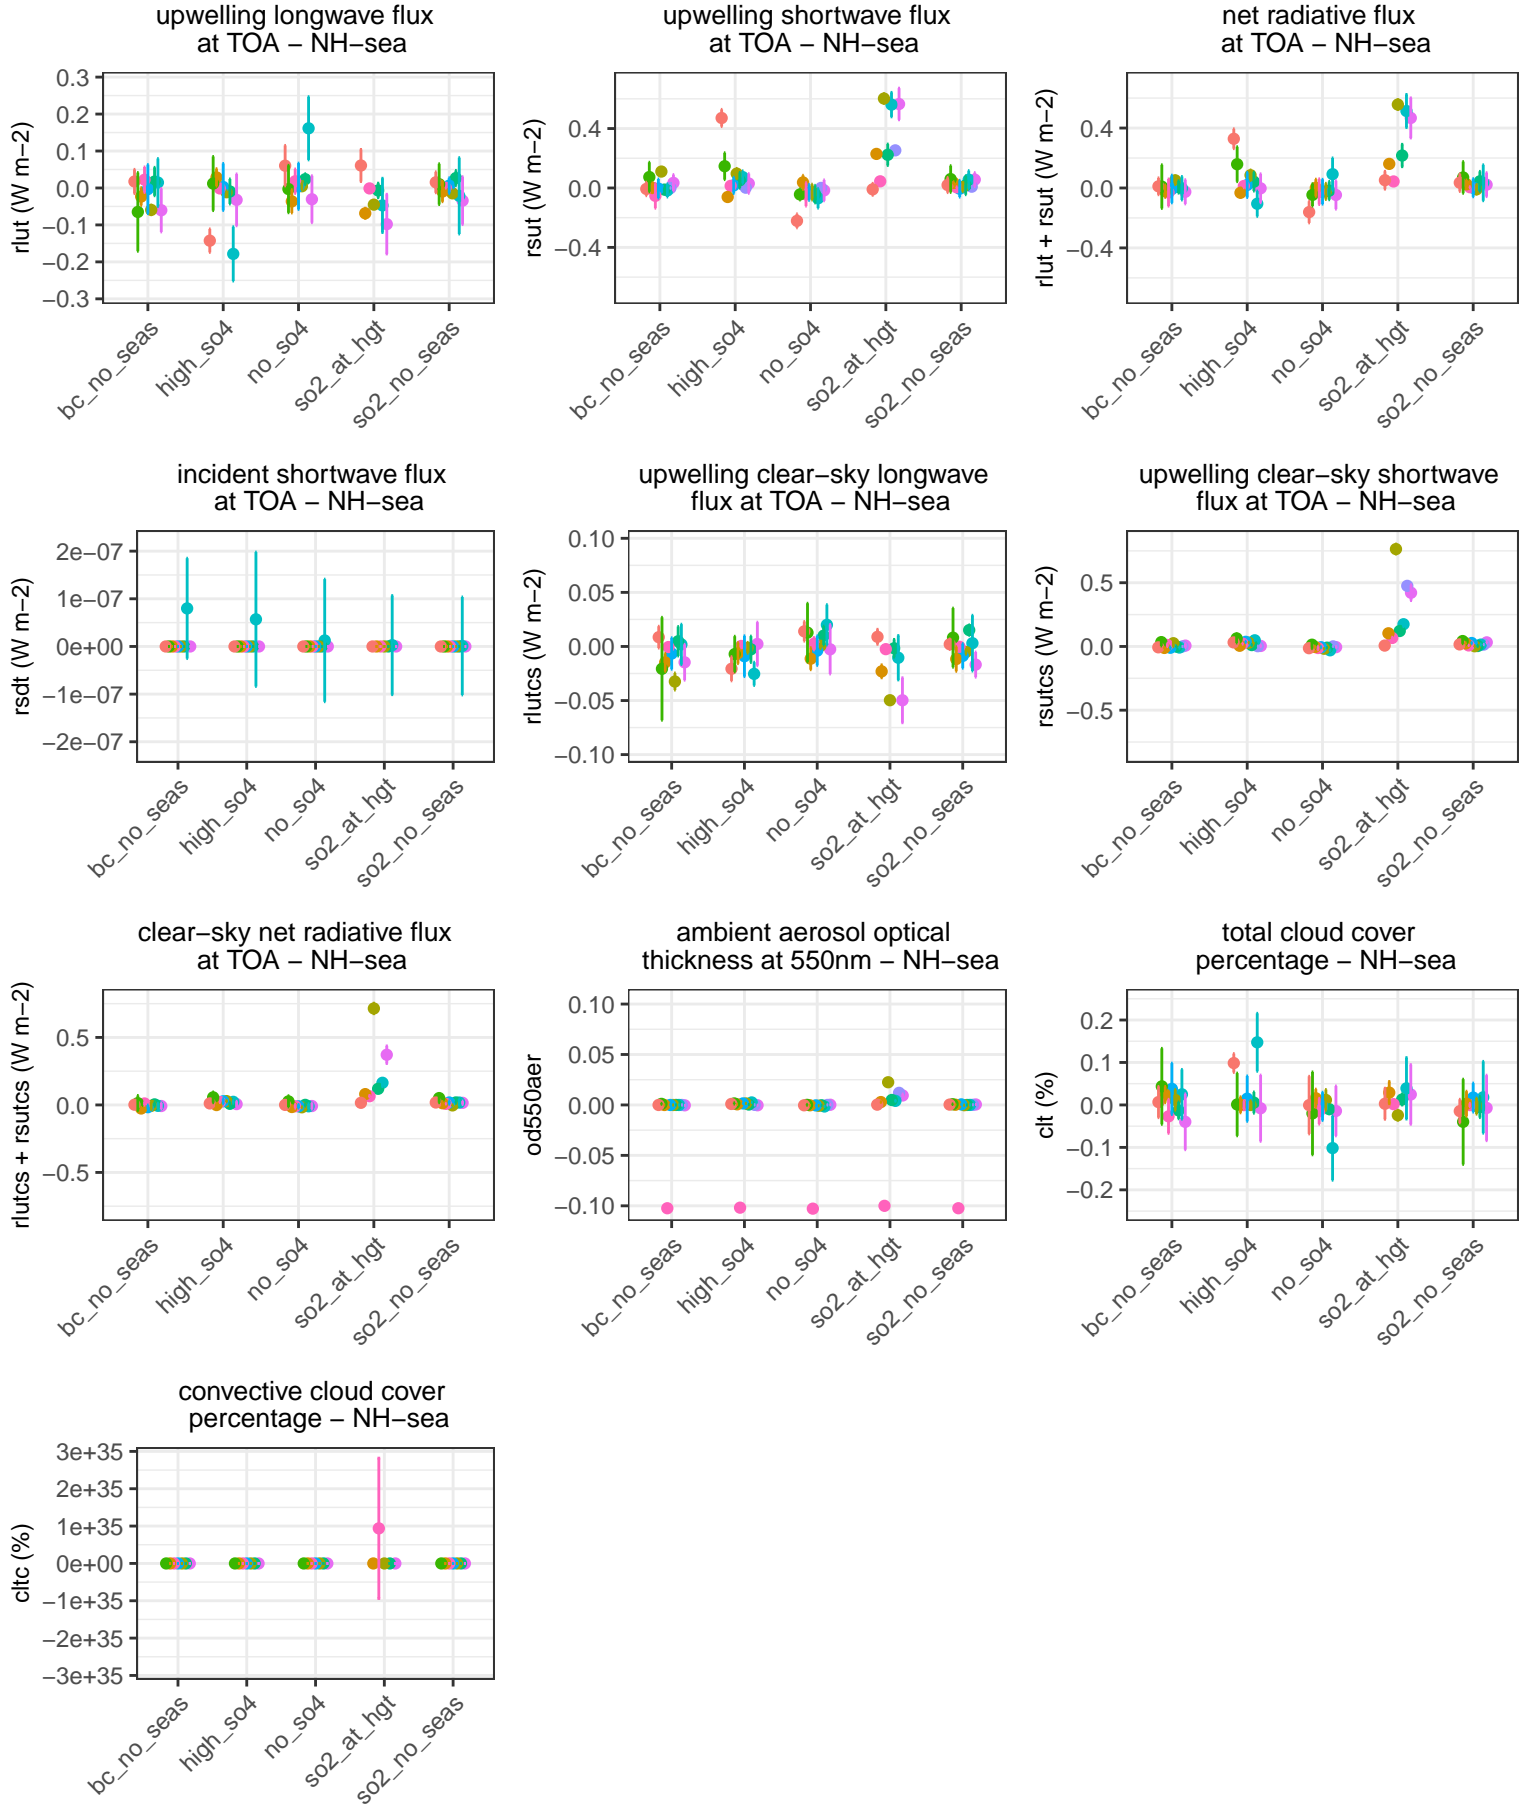 upwelling longwave flux
at TOA − NH−sea
rlut (W m−2)
0.3
0.2
0.1
0.0
−0.1
−0.2
−0.3
bc_no_seas
high_so4
no_so4
so2_at_hgt
so2_no_seas
upwelling shortwave flux
at TOA − NH−sea
rsut (W m−2)
0.4
0.0
−0.4
bc_no_seas
high_so4
no_so4
so2_at_hgt
so2_no_seas
net radiative flux
at TOA − NH−sea
rlut + rsut (W m−2)
0.4
0.0
−0.4
bc_no_seas
high_so4
no_so4
so2_at_hgt
so2_no_seas
incident shortwave flux
at TOA − NH−sea
rsdt (W m−2)
2e−07
1e−07
0e+00
−1e−07
−2e−07
bc_no_seas
high_so4
no_so4
so2_at_hgt
so2_no_seas
upwelling clear−sky longwave
flux at TOA − NH−sea
rlutcs (W m−2)
0.10
0.05
0.00
−0.05
−0.10
bc_no_seas
high_so4
no_so4
so2_at_hgt
so2_no_seas
upwelling clear−sky shortwave
flux at TOA − NH−sea
rsutcs (W m−2)
0.5
0.0
−0.5
bc_no_seas
high_so4
no_so4
so2_at_hgt
so2_no_seas
clear−sky net radiative flux
at TOA − NH−sea
rlutcs + rsutcs (W m−2)
0.5
0.0
−0.5
bc_no_seas
high_so4
no_so4
so2_at_hgt
so2_no_seas
ambient aerosol optical
thickness at 550nm − NH−sea
od550aer
0.10
0.05
0.00
−0.05
−0.10
bc_no_seas
high_so4
no_so4
so2_at_hgt
so2_no_seas
total cloud cover
percentage − NH−sea
clt (%)
0.2
0.1
0.0
−0.1
−0.2
bc_no_seas
high_so4
no_so4
so2_at_hgt
so2_no_seas
convective cloud cover
percentage − NH−sea
cltc (%)
3e+35
2e+35
1e+35
0e+00
−1e+35
−2e+35
−3e+35
bc_no_seas
high_so4
no_so4
so2_at_hgt
so2_no_seas